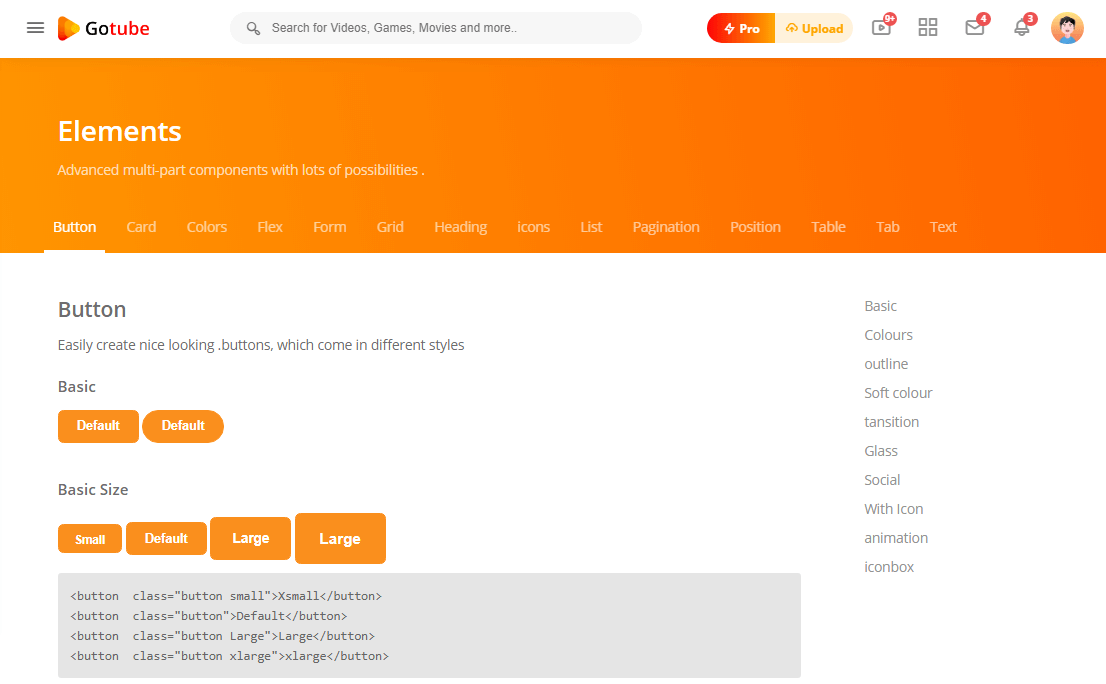 Gotube
Search for Videos, Games, Movies and more..
Pro
Upload
9+
4
3
Elements
Advanced multi-part components with lots of possibilities .
Button Card Colors Flex Form Grid Heading icons List Pagination Position Table Tab Text
Button
Easily create nice looking .buttons, which come in different styles
Basic
Default Default
Basic Size
Small Default Large Large
<button  class="button small">Xsmall</button>
<button  class="button">Default</button>
<button  class="button Large">Large</button>
<button  class="button xlarge">xlarge</button>
Basic
Colours
outline
Soft colour
tansition
Glass
Social
With Icon
animation
iconbox